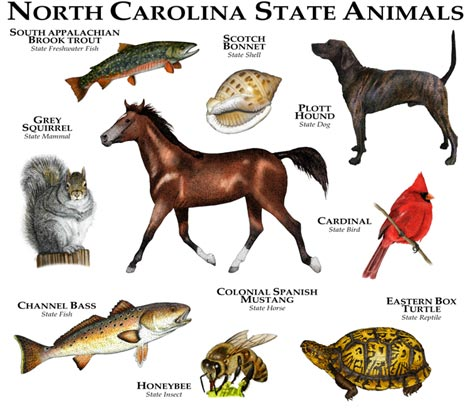 NORTH CAROLINA STATE ANIMALS
SOUTH APPALACHIAN
BROOK TROUT
State Freshwater Fish
SCOTCH
BONNET
State Shell
PLOTT
HOUND
State Dog
GREY
SQUIRREL
State Mammal
CARDINAL
State Bird
CHANNEL BASS
State Fish
COLONIAL SPANISH
MUSTANG
State Horse
EASTERN BOX
TURTLE
State Reptile
HONEYBEE
State Insect